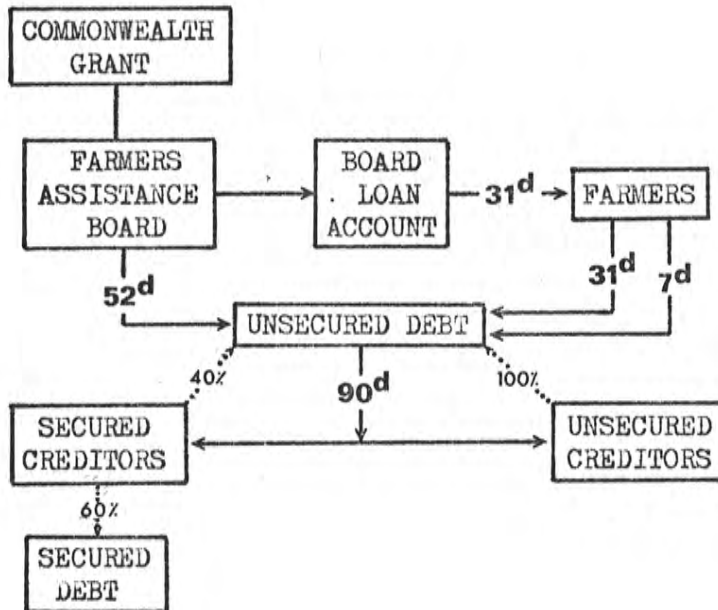 COMMONWEALTH
GRANT
FARMERS
ASSISTANCE
BOARD
BOARD
LOAN
ACCOUNT
31d
FARMERS
52d
31d
7d
UNSECURED DEBT
40%
90d
100%
SECURED
CREDITORS
UNSECURED
CREDITORS
60%
SECURED
DEBT